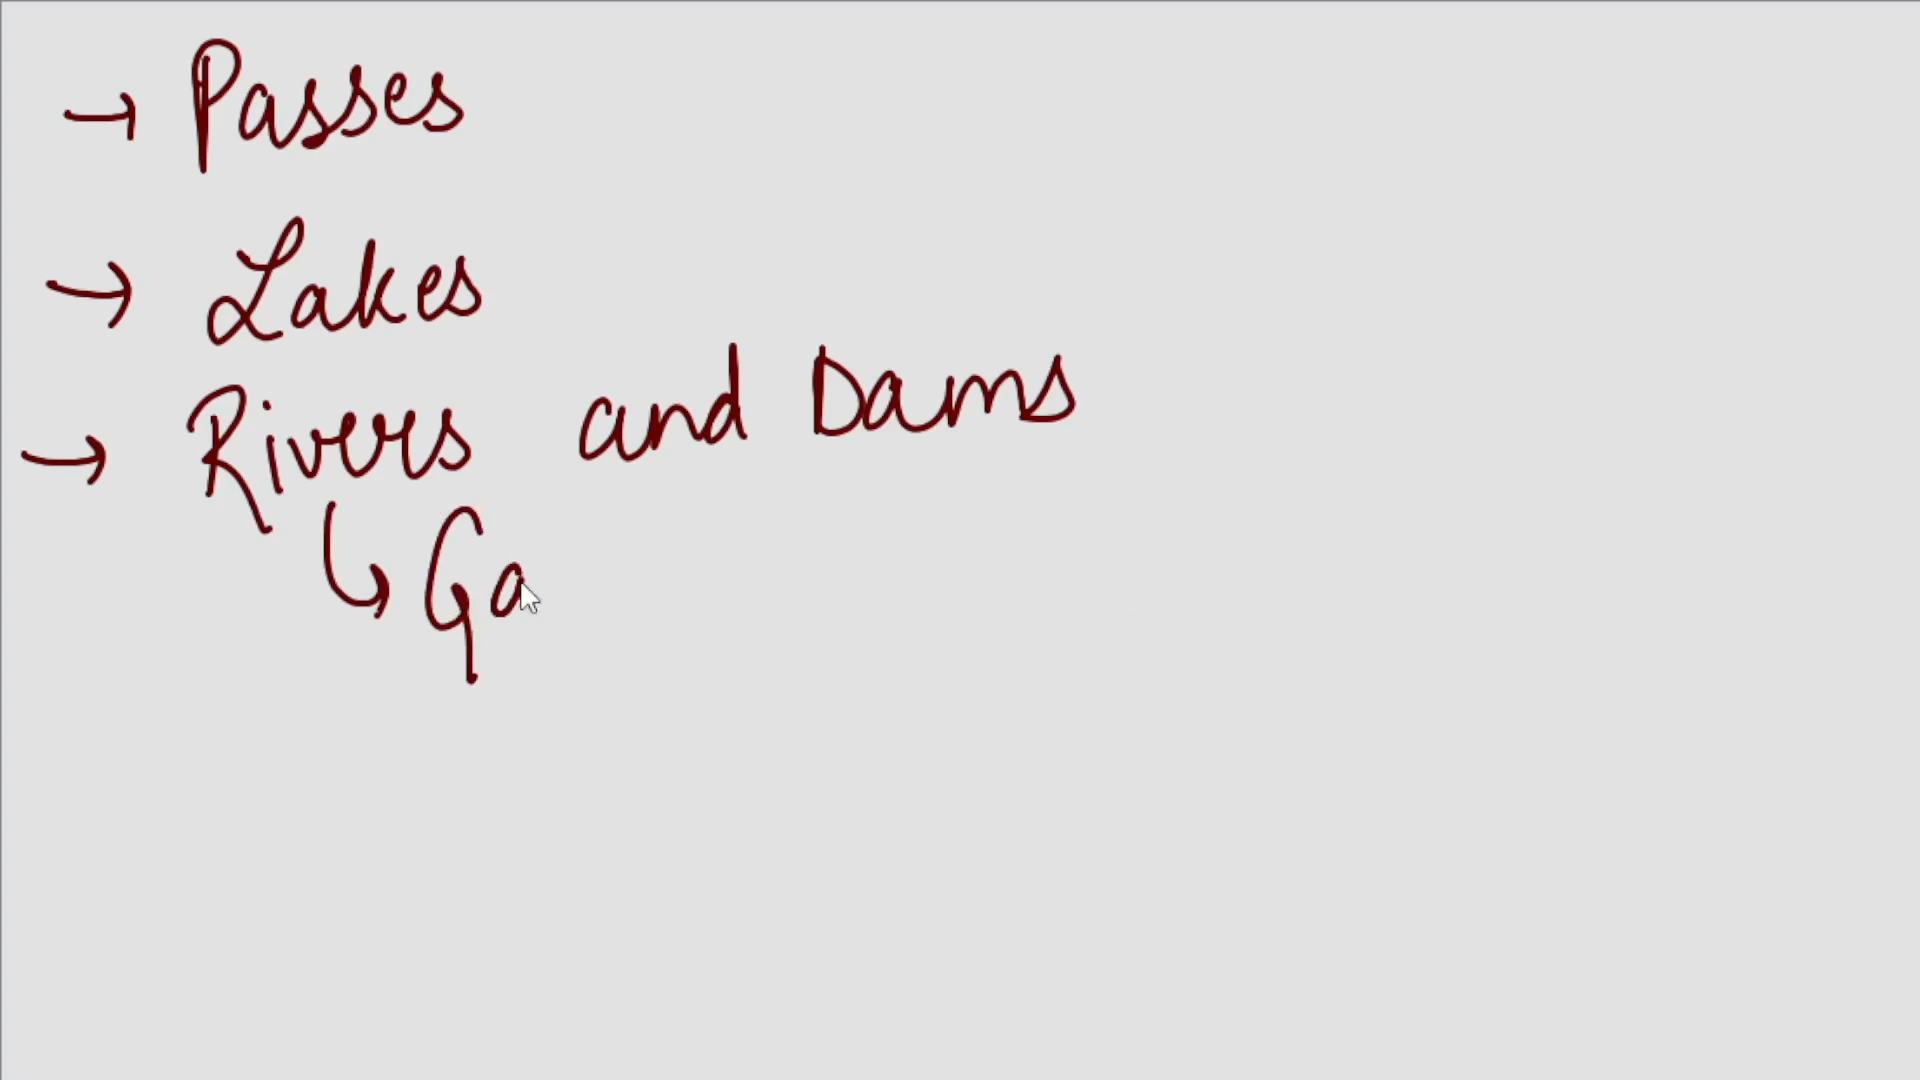 → Passes
→ Lakes
→ Rivers and Dams
↳ Ga